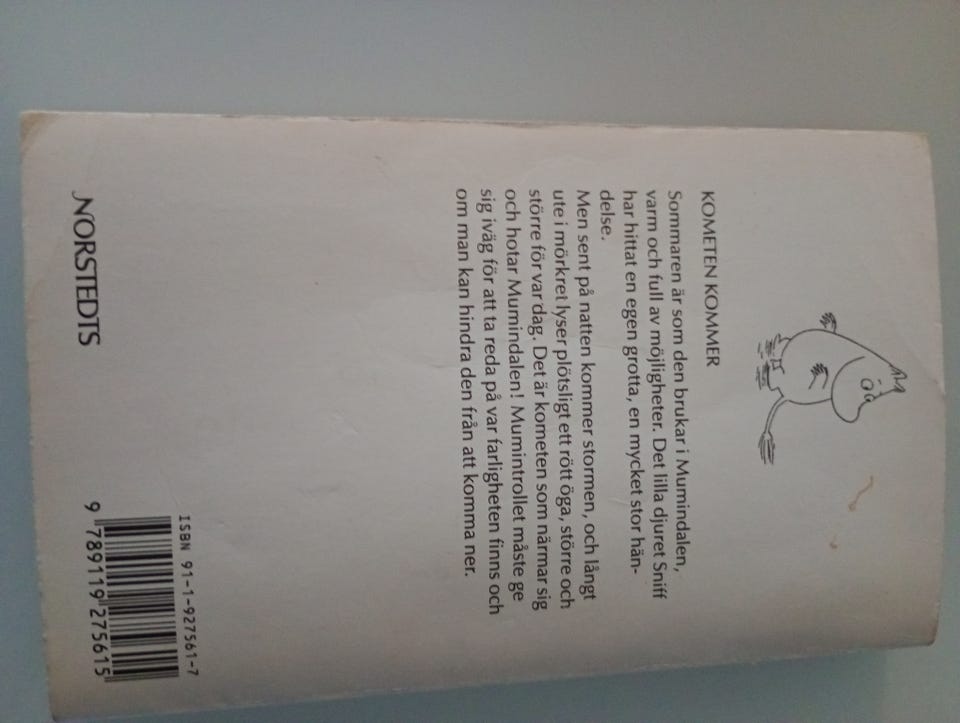 KOMETEN KOMMER
Sommaren är som den brukar i Mumindalen,
varm och full av möjligheter. Det lilla djuret Sniff
har hittat en egen grotta, en mycket stor hän-
delse.
Men sent på natten kommer stormen, och långt
ute i mörkret lyser plötsligt ett rött öga, större och
större för var dag. Det är kometen som närmar sig
och hotar Mumindalen! Mumintrollet måste ge
sig iväg för att ta reda på var farligheten finns och
om man kan hindra den från att komma ner.
ISBN 91-1-927561-7
9 789119 275615
NORSTEDTS